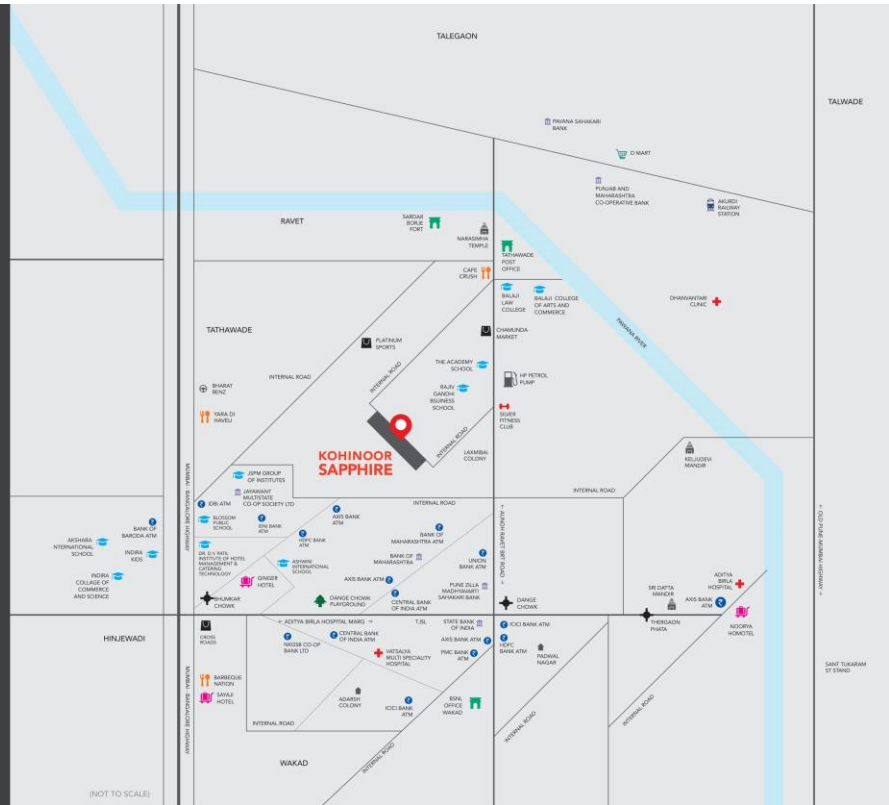 TALEGAON
TALWADE
PAVANA SAHAKARI
BANK
D MART
PUNJAB AND
MAHARASHTRA
CO-OPERATIVE BANK
AKURDI
RAILWAY
STATION
RAVET
SARDAR
BORJE
FORT
NARASIMHA
TEMPLE
TATHAWADE
POST
OFFICE
CAFE
CRUSH
BALAJI
LAW
COLLEGE
BALAJI COLLEGE
OF ARTS AND
COMMERCE
DHANVANTARI
CLINIC
TATHAWADE
PLATINUM
SPORTS
CHAMUNDA
MARKET
PAWANA RIVER
INTERNAL ROAD
INTERNAL ROAD
THE ACADEMY
SCHOOL
RAJIV
GANDHI
BSUINESS
SCHOOL
HP PETROL
PUMP
BHARAT
BENZ
YARA DI
HAVELI
SILVER
FITNESS
CLUB
INTERNAL ROAD
LAXMIBAI
COLONY
KOHINOOR
SAPPHIRE
KELJUDEVI
MANDIR
MUMBAI - BANGALORE HIGHWAY
JSPM GROUP
OF INSTITUTES
JAYAWANT
MULTISTATE
CO-OP SOCIETY LTD
INTERNAL ROAD
INTERNAL ROAD
IDBI ATM
AXIS BANK
ATM
BLOSSOM
PUBLIC
SCHOOL
HDFC BANK
ATM
BANK OF
BARODA ATM
AKSHARA
INTERNATIONAL
SCHOOL
INDIRA
KIDS
INDIRA
COLLAGE OF
COMMERCE
AND SCIENCE
DR. D.Y. PATIL
INSTITUTE OF HOTEL
MANAGEMENT &
CATERING
TECHNOLOGY
ASHWINI
INTERNATIONAL
SCHOOL
GINGER
HOTEL
BANK OF
MAHARASHTRA ATM
BANK OF
MAHARASHTRA
UNION
BANK ATM
AXIS BANK ATM
PUNE ZILLA
MADHYWARTI
SAHAKARI BANK
CENTRAL BANK
OF INDIA ATM
← AUNDH RAVET BRT ROAD →
← OLD PUNE MUMBAI HIGHWAY →
BHUMKAR
CHOWK
DANGE CHOWK
PLAYGROUND
DANGE
CHOWK
SRI DATTA
MANDIR
ADITYA
BIRLA
HOSPITAL
AXIS BANK
ATM
THERGAON
PHATA
NOORYA
HOMOTEL
HINJEWADI
CROSS
ROADS
← ADITYA BIRLA HOSPITAL MARG →
TJSL
STATE BANK
OF INDIA
ICICI BANK ATM
CENTRAL BANK
OF INDIA ATM
NKGSB CO-OP
BANK LTD
AXIS BANK ATM
PMC BANK
ATM
HDFC
BANK ATM
PADWAL
NAGAR
VATSALYA
MULTI SPECIALITY
HOSPITAL
SANT TUKARAM
ST STAND
MUMBAI - BANGALORE HIGHWAY
BARBEQUE
NATION
SAYAJI
HOTEL
ADARSH
COLONY
ICICI BANK
ATM
BSNL
OFFICE
WAKAD
INTERNAL ROAD
INTERNAL ROAD
INTERNAL ROAD
INTERNAL ROAD
WAKAD
(NOT TO SCALE)